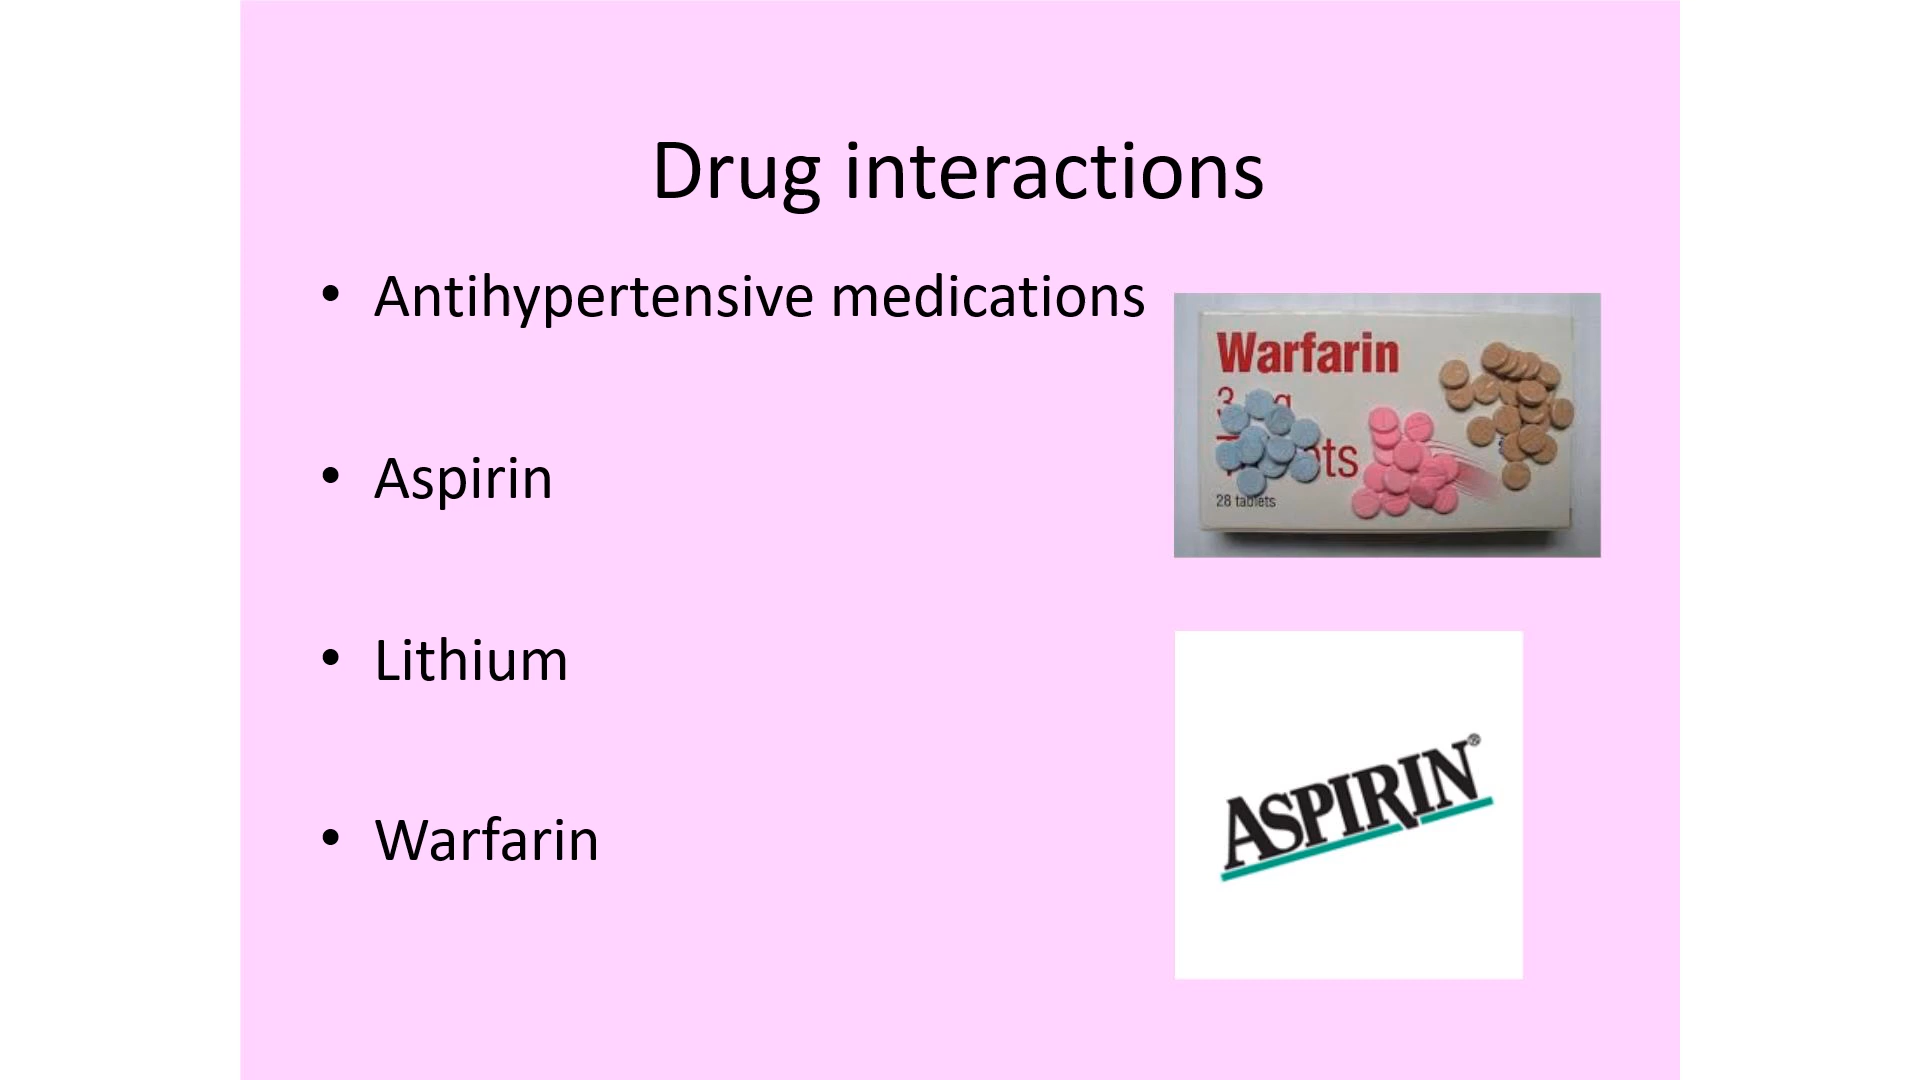 Drug interactions
• Antihypertensive medications
• Aspirin
• Lithium
• Warfarin
Warfarin
28 tablets
ASPIRIN®